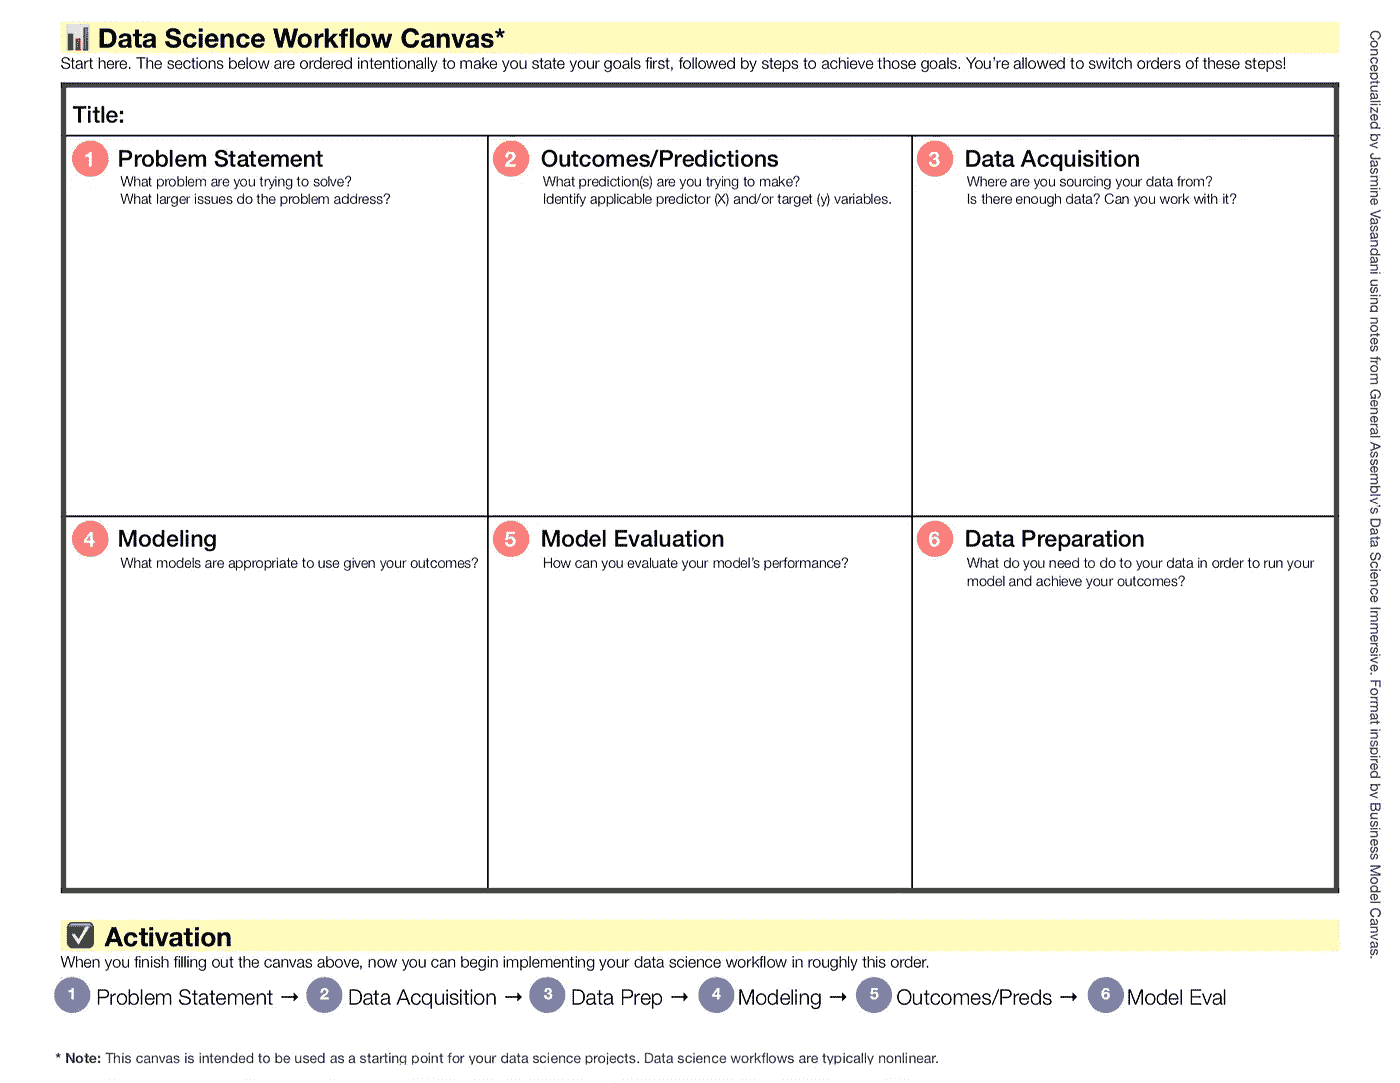 Data Science Workflow Canvas*
Start here. The sections below are ordered intentionally to make you state your goals first, followed by steps to achieve those goals. You're allowed to switch orders of these steps!
Title:
1 Problem Statement
What problem are you trying to solve?
What larger issues do the problem address?
2 Outcomes/Predictions
What prediction(s) are you trying to make?
Identify applicable predictor (X) and/or target (y) variables.
3 Data Acquisition
Where are you sourcing your data from?
Is there enough data? Can you work with it?
4 Modeling
What models are appropriate to use given your outcomes?
5 Model Evaluation
How can you evaluate your model's performance?
6 Data Preparation
What do you need to do to your data in order to run your
model and achieve your outcomes?
Activation
When you finish filling out the canvas above, now you can begin implementing your data science workflow in roughly this order.
1 Problem Statement → 2 Data Acquisition → 3 Data Prep → 4 Modeling → 5 Outcomes/Preds → 6 Model Eval
* Note: This canvas is intended to be used as a starting point for your data science projects. Data science workflows are typically nonlinear.
Conceptualized by Jasmine Vasandani using notes from General Assembly's Data Science Immersive. Format inspired by Business Model Canvas.